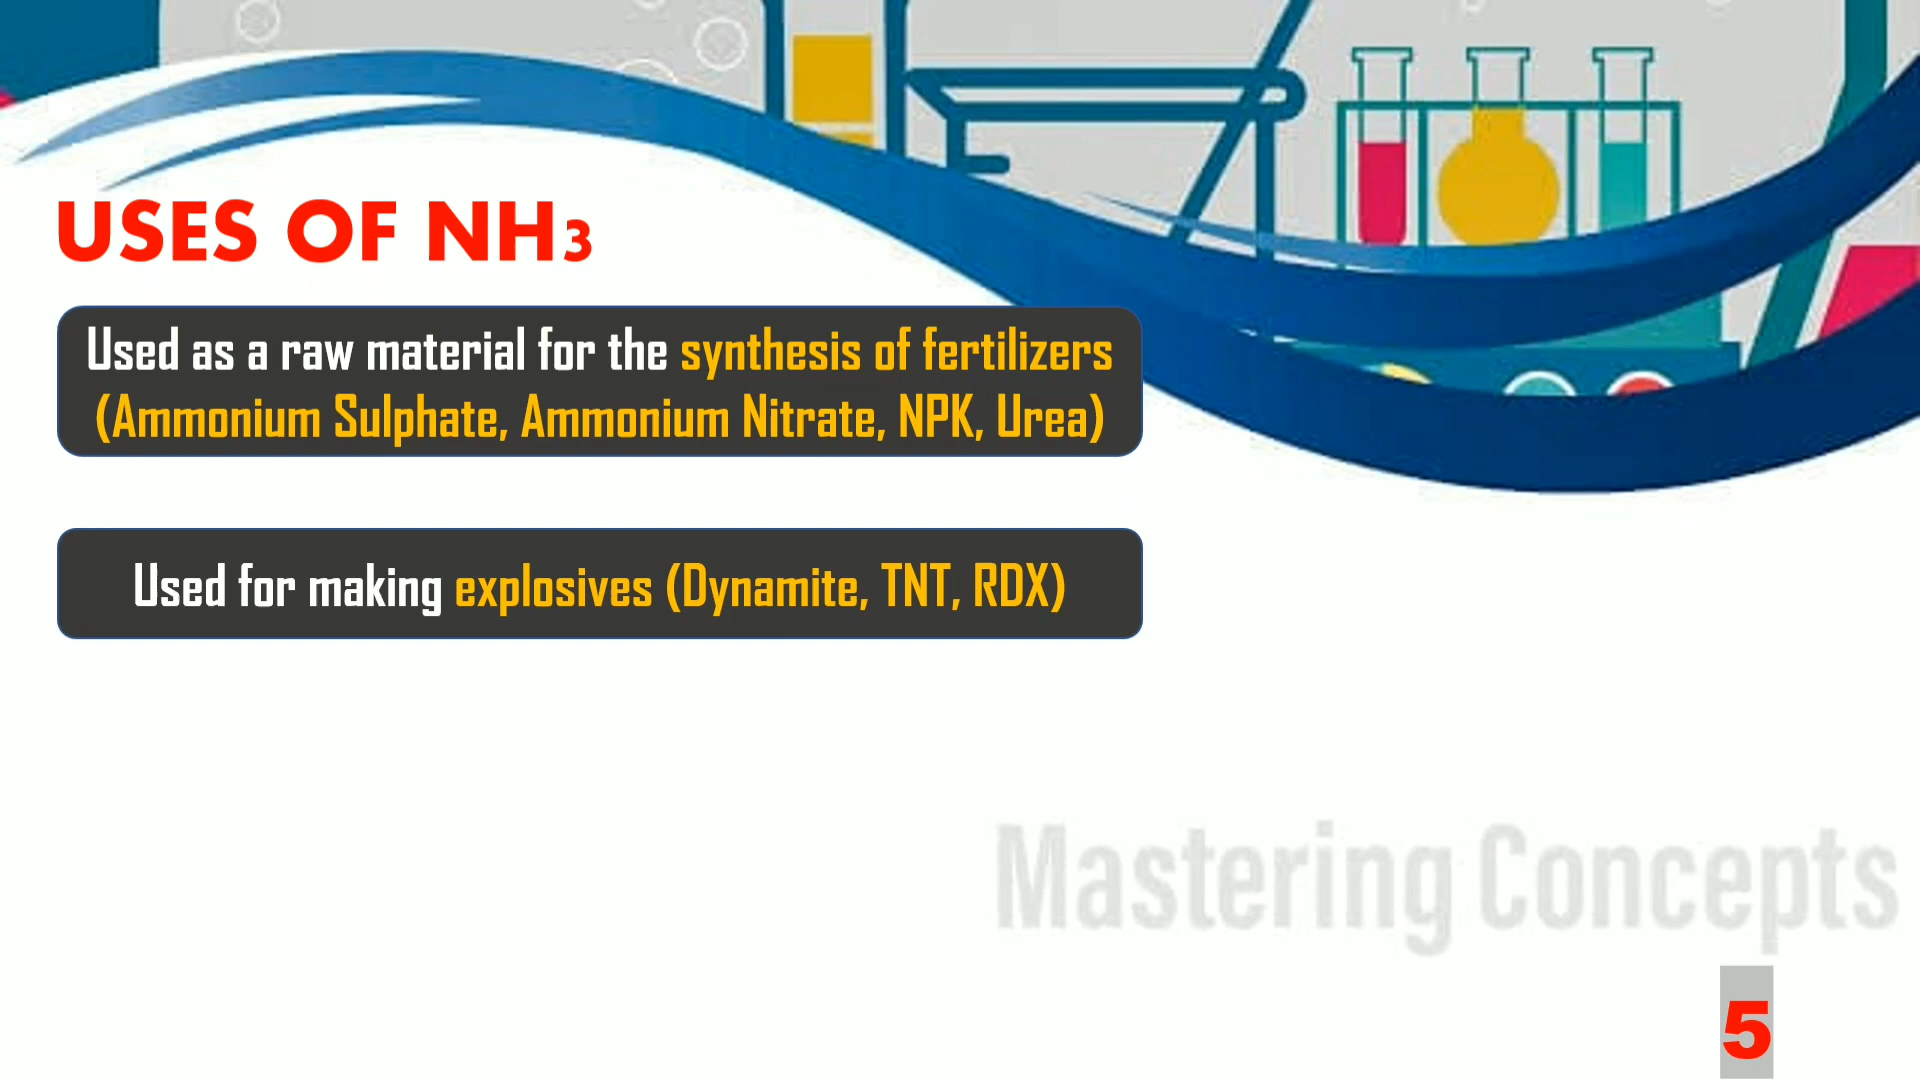 USES OF NH₃
Used as a raw material for the synthesis of fertilizers
(Ammonium Sulphate, Ammonium Nitrate, NPK, Urea)
Used for making explosives (Dynamite, TNT, RDX)
Mastering Concepts
5